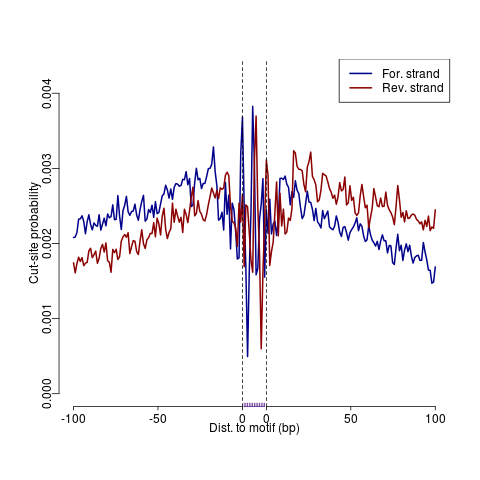 For. strand
Rev. strand
Cut-site probability
0.004
0.003
0.002
0.001
0.000
-100 -50 0 0 50 100
Dist. to motif (bp)